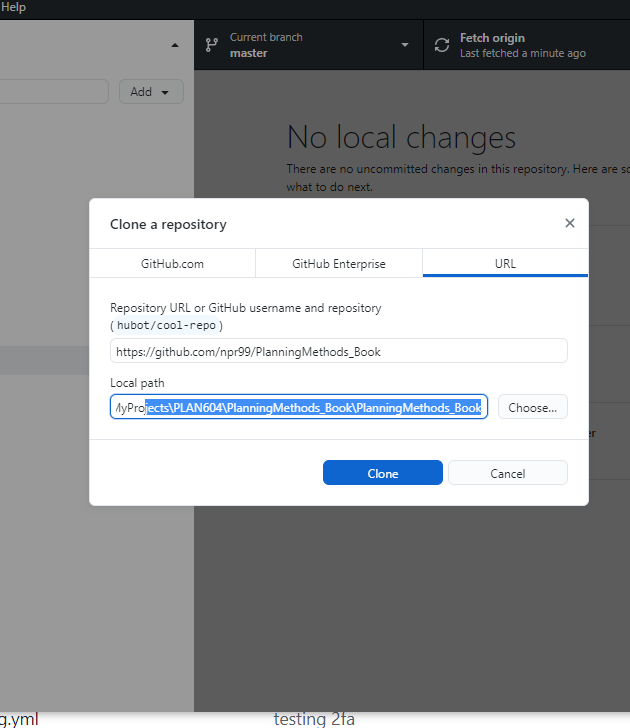 Help
Current branch
master
Fetch origin
Last fetched a minute ago
Add
No local changes
There are no uncommitted changes in this repository. Here are
what to do next.
Clone a repository
GitHub.com
GitHub Enterprise
URL
Repository URL or GitHub username and repository
(hubot/cool-repo)
https://github.com/npr99/PlanningMethods_Book
Local path
MyProjects\PLAN604\PlanningMethods_Book\PlanningMethods_Book
Choose...
Clone
Cancel
g.yml
testing 2fa